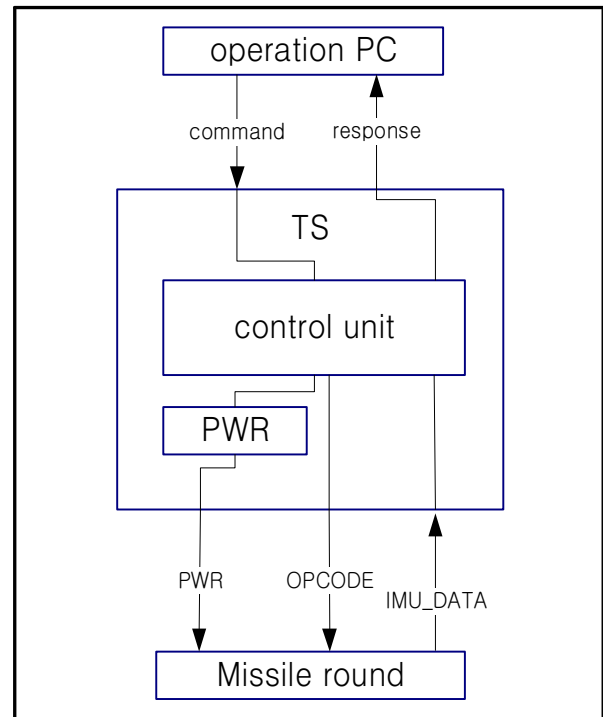 operation PC
command
response
TS
control unit
PWR
PWR
OPCODE
IMU_DATA
Missile round